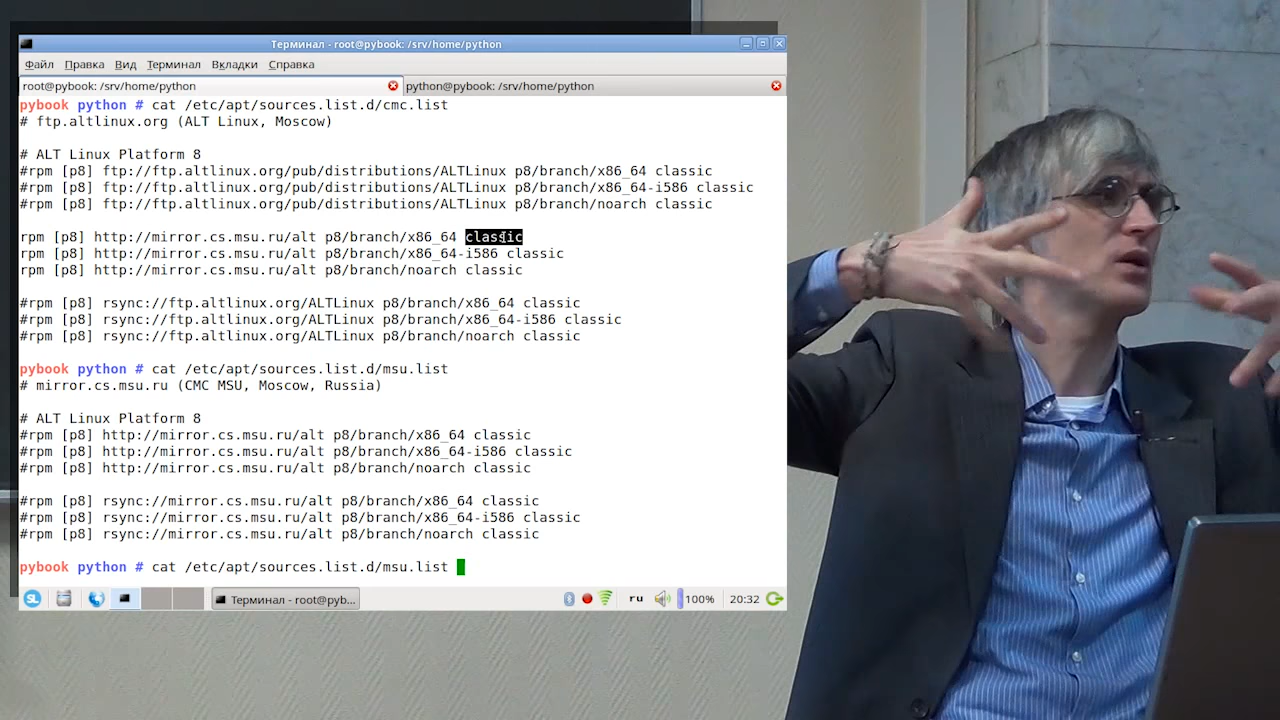 Терминал - root@pybook: /srv/home/python
Файл Правка Вид Терминал Вкладки Справка
root@pybook: /srv/home/python python@pybook: /srv/home/python
pybook python # cat /etc/apt/sources.list.d/cmc.list
# ftp.altlinux.org (ALT Linux, Moscow)
# ALT Linux Platform 8
#rpm [p8] ftp://ftp.altlinux.org/pub/distributions/ALTLinux p8/branch/x86_64 classic
#rpm [p8] ftp://ftp.altlinux.org/pub/distributions/ALTLinux p8/branch/x86_64-i586 classic
#rpm [p8] ftp://ftp.altlinux.org/pub/distributions/ALTLinux p8/branch/noarch classic
rpm [p8] http://mirror.cs.msu.ru/alt p8/branch/x86_64 classic
rpm [p8] http://mirror.cs.msu.ru/alt p8/branch/x86_64-i586 classic
rpm [p8] http://mirror.cs.msu.ru/alt p8/branch/noarch classic
#rpm [p8] rsync://ftp.altlinux.org/ALTLinux p8/branch/x86_64 classic
#rpm [p8] rsync://ftp.altlinux.org/ALTLinux p8/branch/x86_64-i586 classic
#rpm [p8] rsync://ftp.altlinux.org/ALTLinux p8/branch/noarch classic
pybook python # cat /etc/apt/sources.list.d/msu.list
# mirror.cs.msu.ru (CMC MSU, Moscow, Russia)
# ALT Linux Platform 8
#rpm [p8] http://mirror.cs.msu.ru/alt p8/branch/x86_64 classic
#rpm [p8] http://mirror.cs.msu.ru/alt p8/branch/x86_64-i586 classic
#rpm [p8] http://mirror.cs.msu.ru/alt p8/branch/noarch classic
#rpm [p8] rsync://mirror.cs.msu.ru/alt p8/branch/x86_64 classic
#rpm [p8] rsync://mirror.cs.msu.ru/alt p8/branch/x86_64-i586 classic
#rpm [p8] rsync://mirror.cs.msu.ru/alt p8/branch/noarch classic
pybook python # cat /etc/apt/sources.list.d/msu.list
SL Терминал - root@pyb... ru 100% 20:32